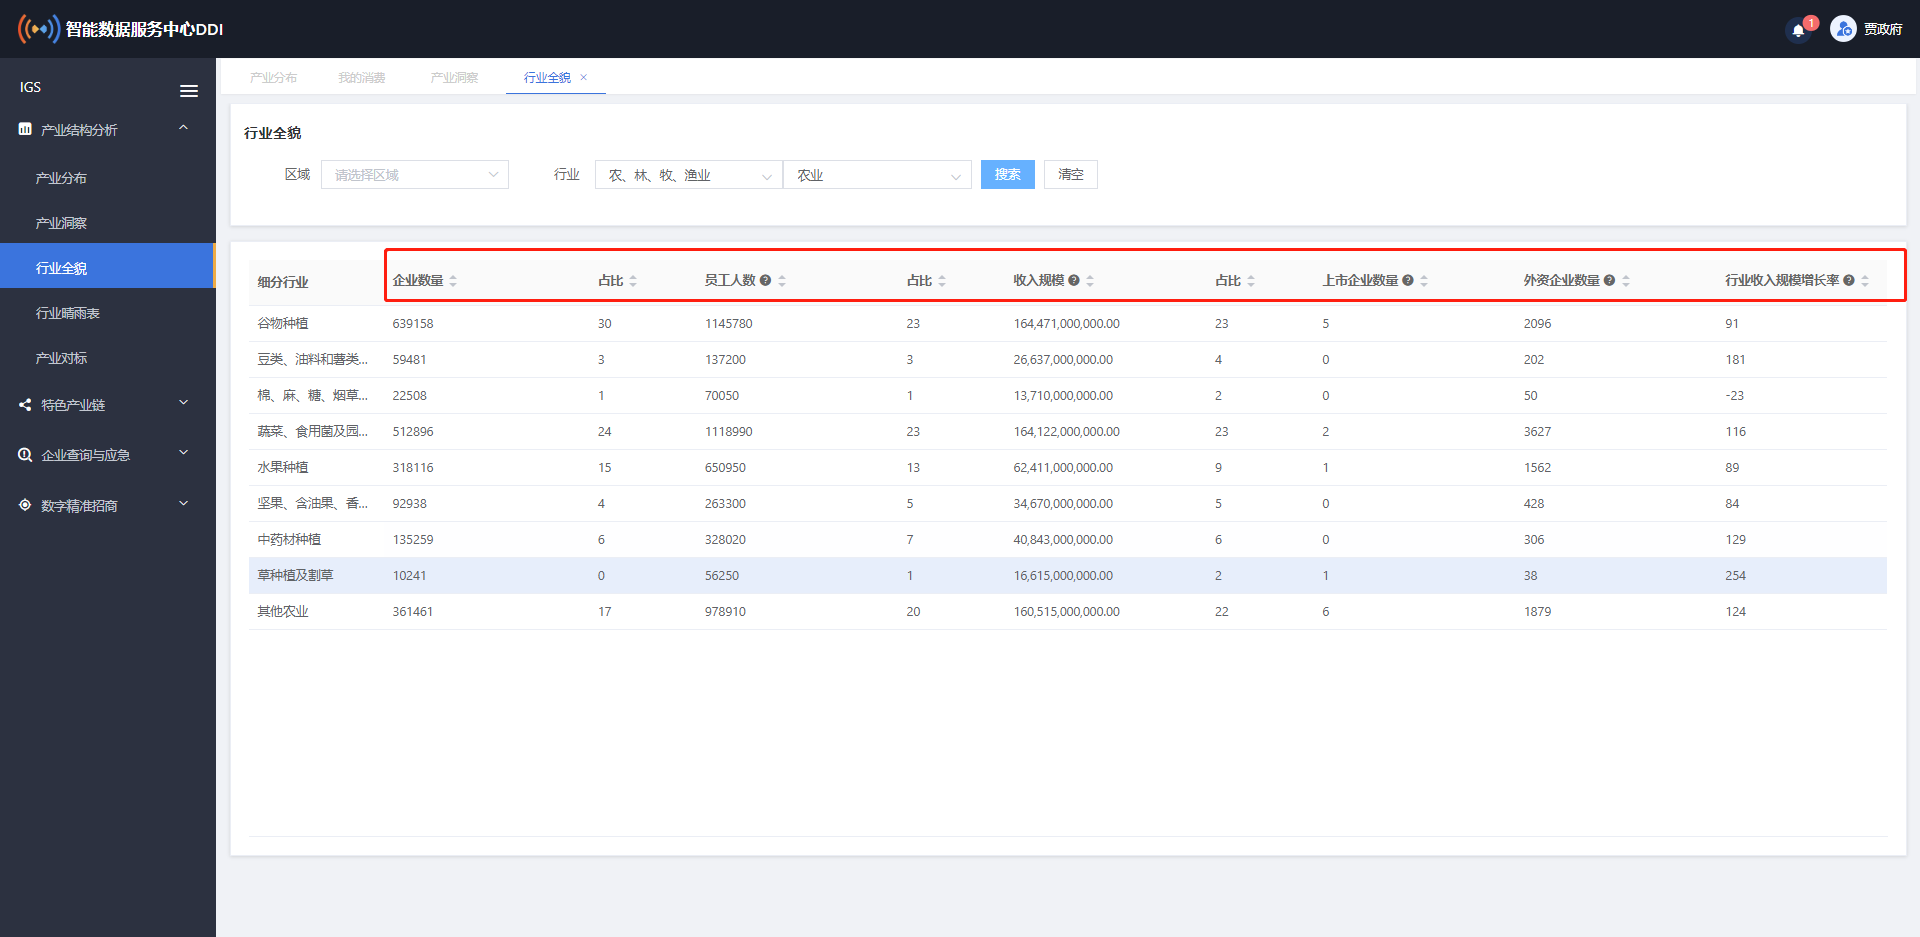 智能数据服务中心DDI
1
贾政府
IGS
产业结构分析
产业分布
产业洞察
行业全貌
行业晴雨表
产业对标
特色产业链
企业查询与应急
数字精准招商
产业分布 我的消费 产业洞察 行业全貌 ×
行业全貌
区域 请选择区域 行业 农、林、牧、渔业 农业 搜索 清空
细分行业 企业数量 占比 员工人数 占比 收入规模 占比 上市企业数量 外资企业数量 行业收入规模增长率
谷物种植 639158 30 1145780 23 164,471,000,000.00 23 5 2096 91
豆类、油料和薯类... 59481 3 137200 3 26,637,000,000.00 4 0 202 181
棉、麻、糖、烟草... 22508 1 70050 1 13,710,000,000.00 2 0 50 -23
蔬菜、食用菌及园... 512896 24 1118990 23 164,122,000,000.00 23 2 3627 116
水果种植 318116 15 650950 13 62,411,000,000.00 9 1 1562 89
坚果、含油果、香... 92938 4 263300 5 34,670,000,000.00 5 0 428 84
中药材种植 135259 6 328020 7 40,843,000,000.00 6 0 306 129
草种植及割草 10241 0 56250 1 16,615,000,000.00 2 1 38 254
其他农业 361461 17 978910 20 160,515,000,000.00 22 6 1879 124